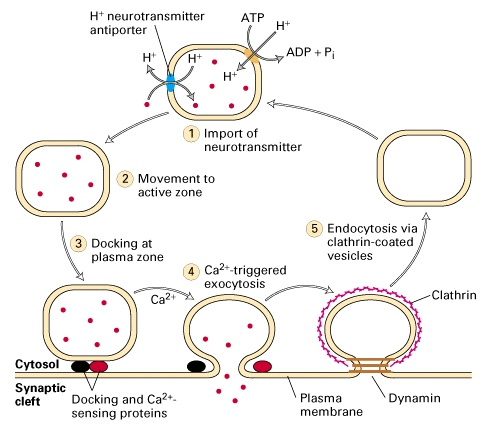 H⁺ neurotransmitter
antiporter
ATP
H⁺
H⁺
H⁺
H⁺
ADP + Pᵢ
1 Import of
neurotransmitter
2 Movement to
active zone
3 Docking at
plasma zone
4 Ca²⁺-triggered
exocytosis
5 Endocytosis via
clathrin-coated
vesicles
Ca²⁺
Clathrin
Cytosol
Synaptic
cleft
Docking and Ca²⁺-
sensing proteins
Plasma
membrane
Dynamin